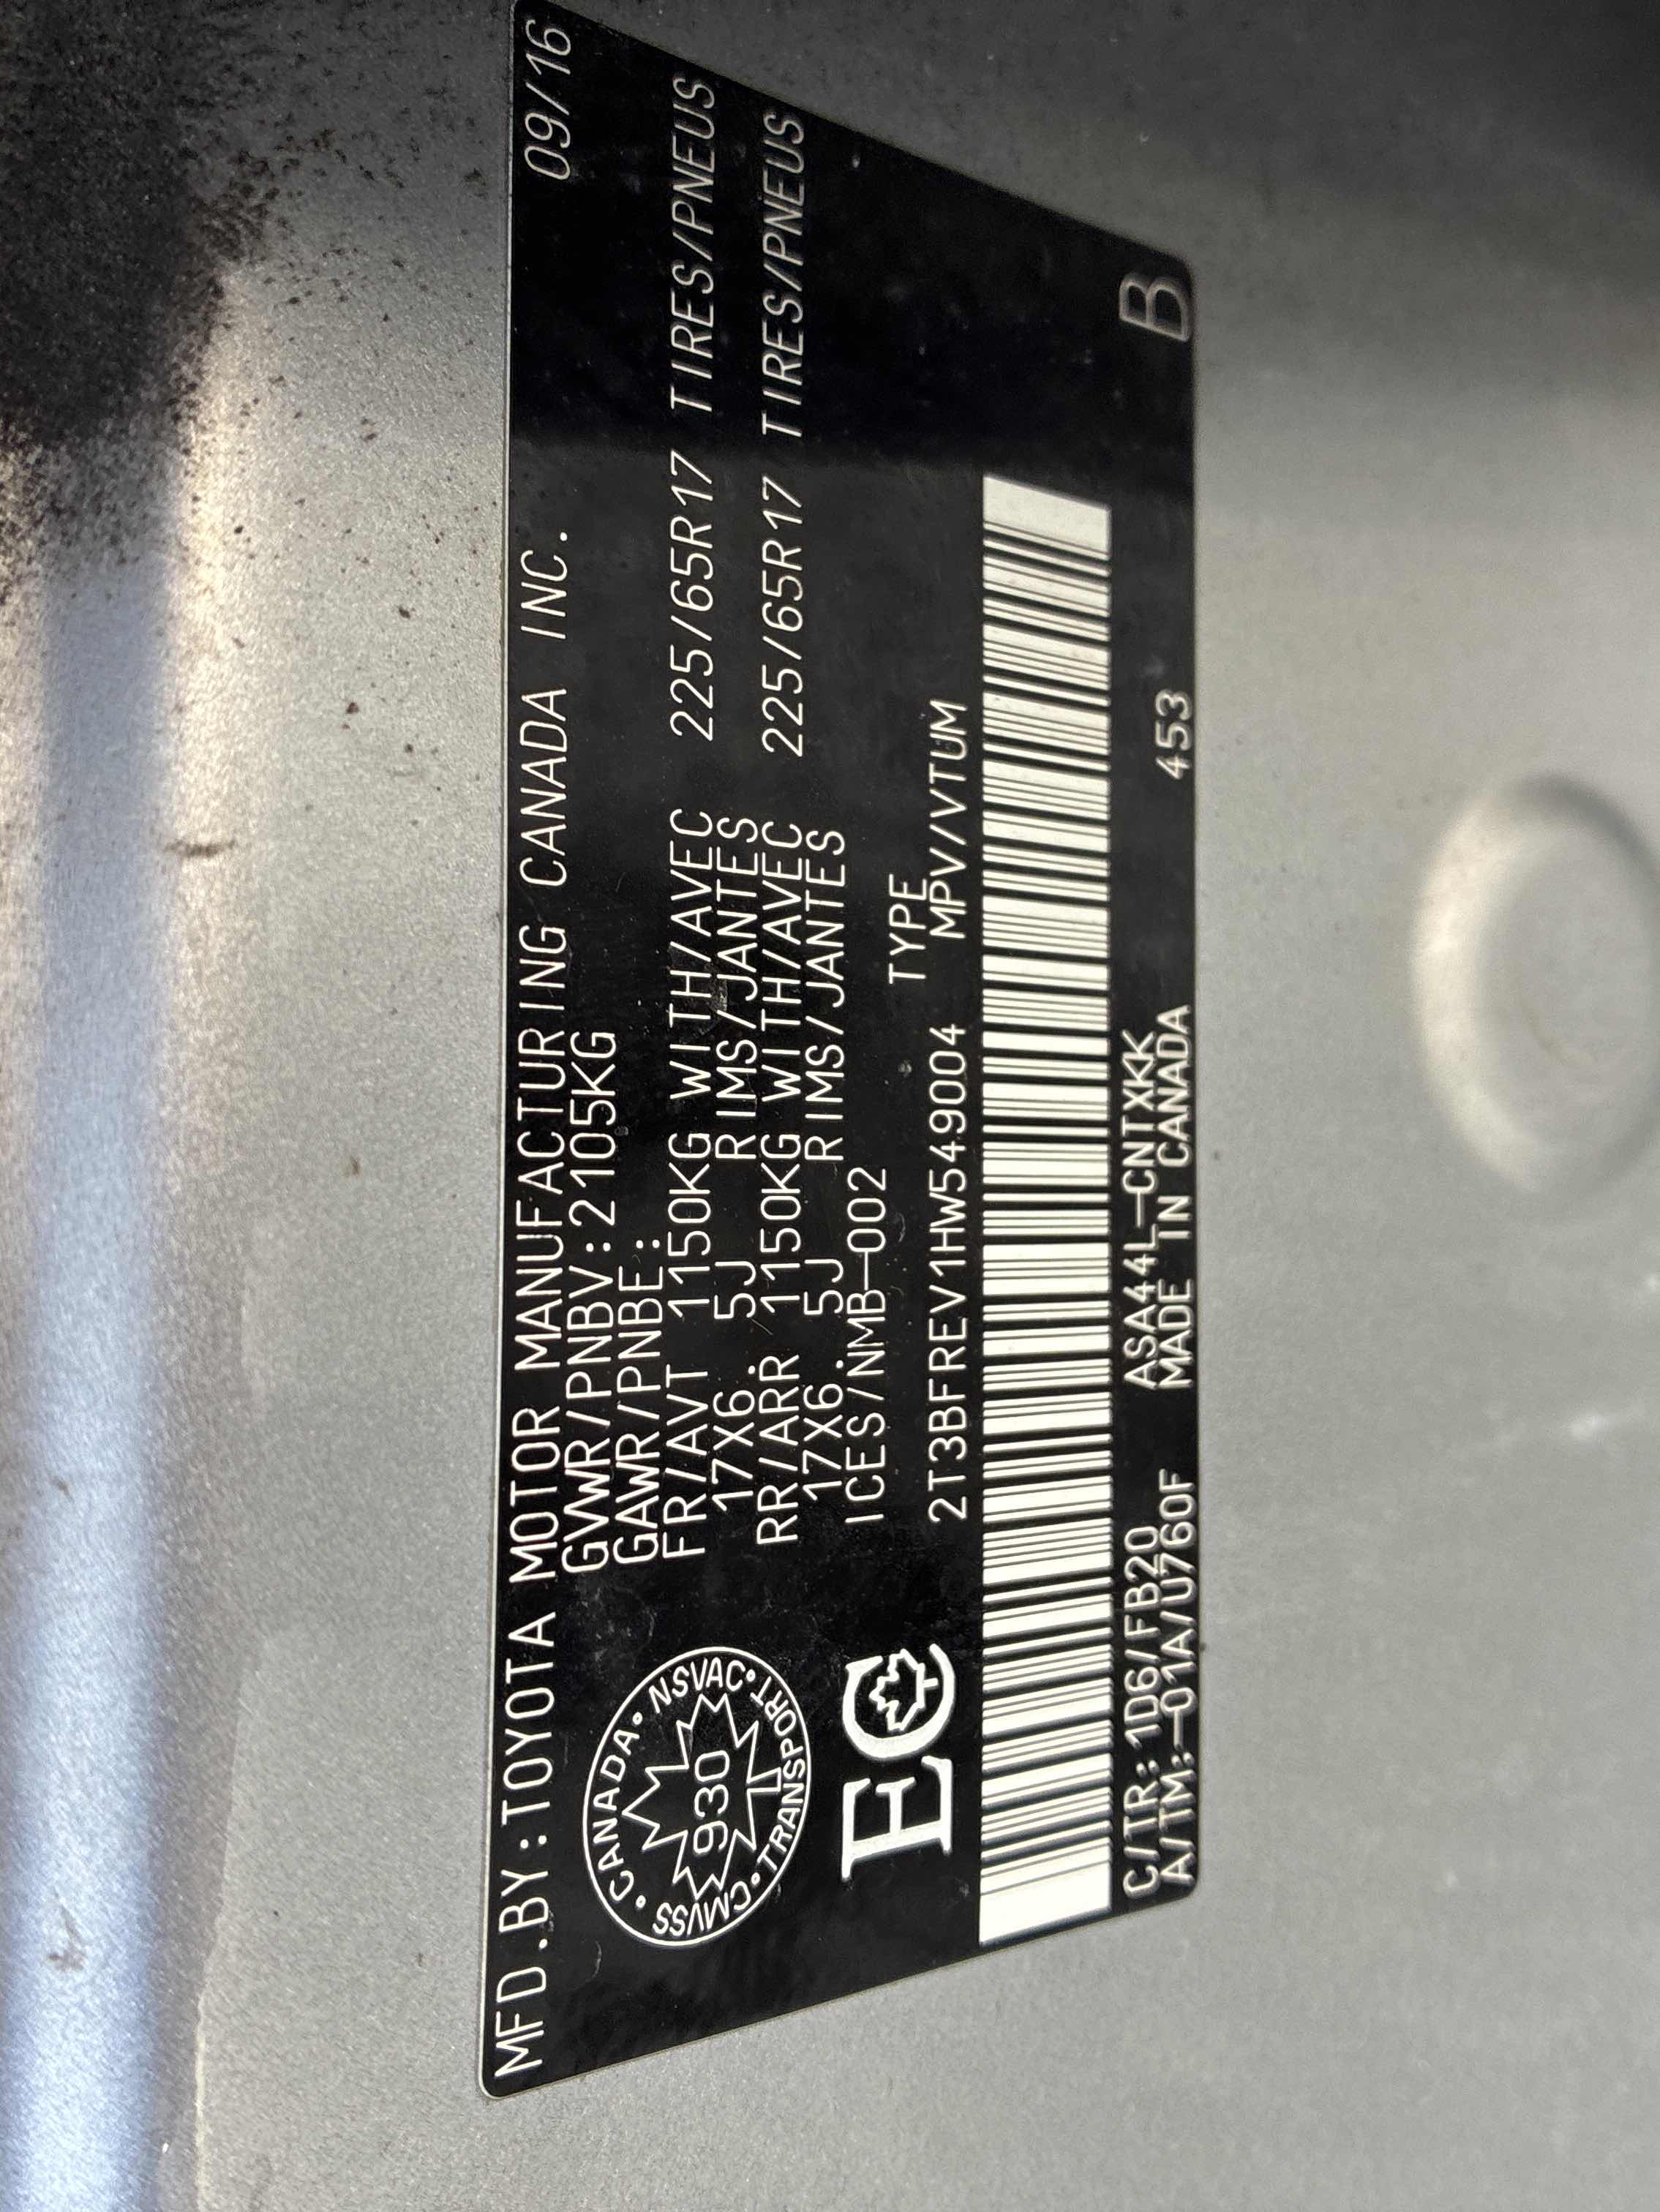 MFD.BY:TOYOTA MOTOR MANUFACTURING CANADA INC. 09/16
GVWR/PNBV:2105KG
GAWR/PNBE:
FR/AVT 1150KG WITH/AVEC 225/65R17 TIRES/PNEUS
17X6.5J RIMS/JANTES
RR/ARR 1150KG WITH/AVEC 225/65R17 TIRES/PNEUS
17X6.5J RIMS/JANTES
ICES/NMB-002
CANADA • NSVAC • TRANSPORT • CMVSS •
930
EC
TYPE
2T3BFREV1HW549004 MPV/VTUM
C/TR:1D6/FB20 ASA44L-CNTXKK 453
A/TM:-01A/U760F MADE IN CANADA
B